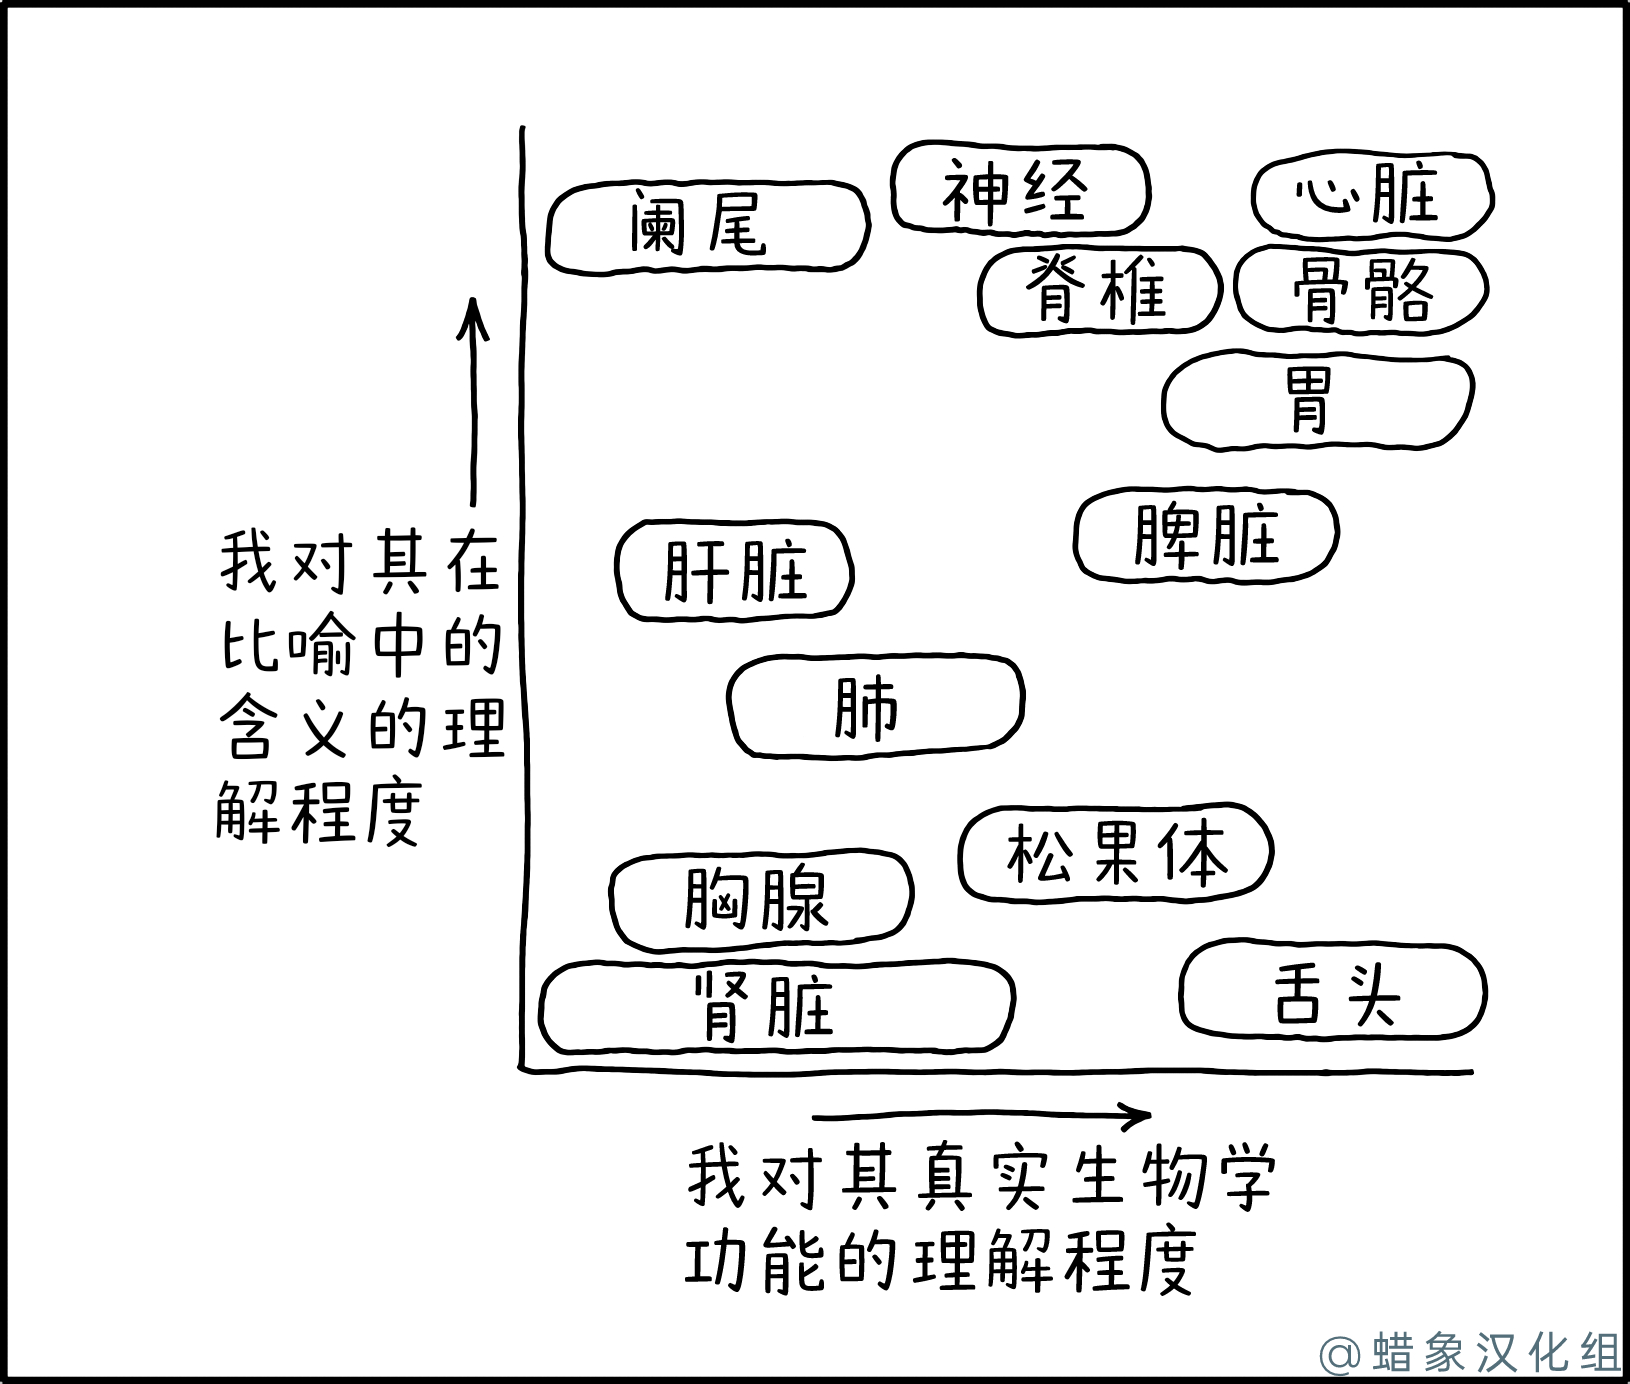 神经
心脏
阑尾
脊椎
骨骼
胃
脾脏
肝脏
我对其在
比喻中的
含义的理
解程度
肺
松果体
胸腺
舌头
肾脏
我对其真实生物学
功能的理解程度
@蜡象汉化组